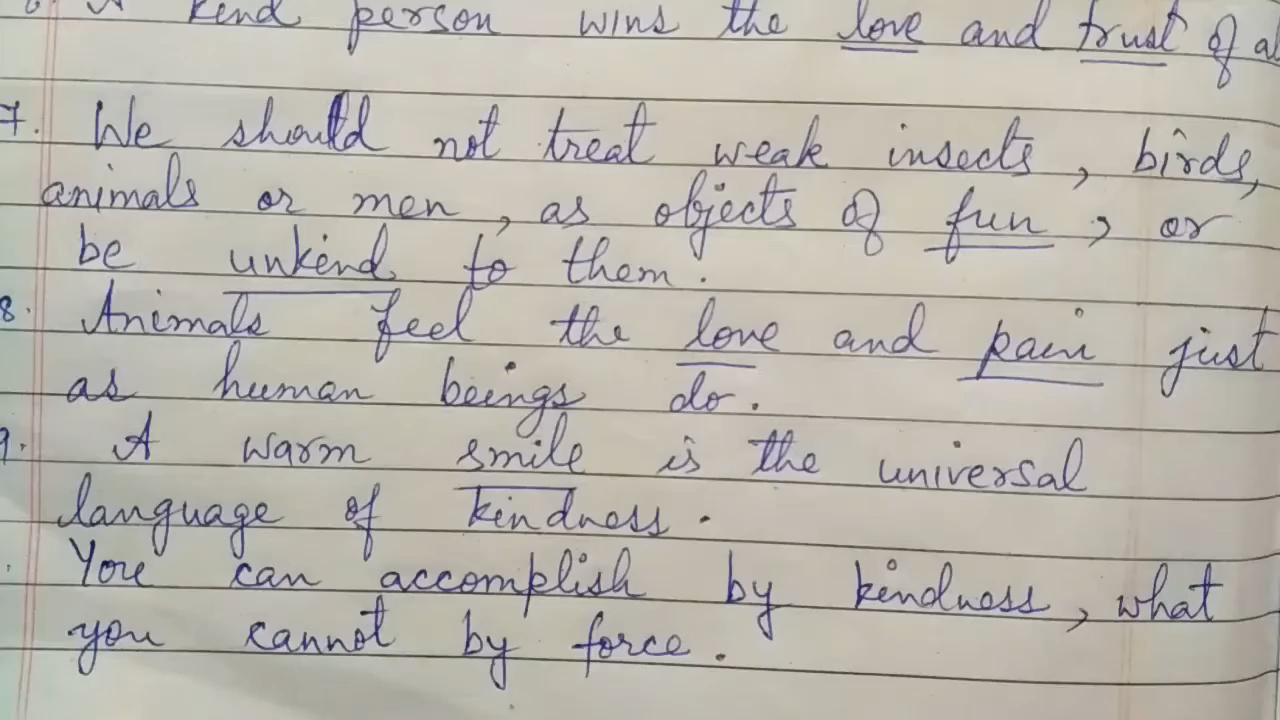 6. A kind person wins the love and trust of
7. We should not treat weak insects, birds,
animals or men, as objects of fun, or
be unkind to them.
8. Animals feel the love and pain just
as human beings do.
9. A warm smile is the universal
language of kindness.
You can accomplish by kindness, what
you cannot by force.